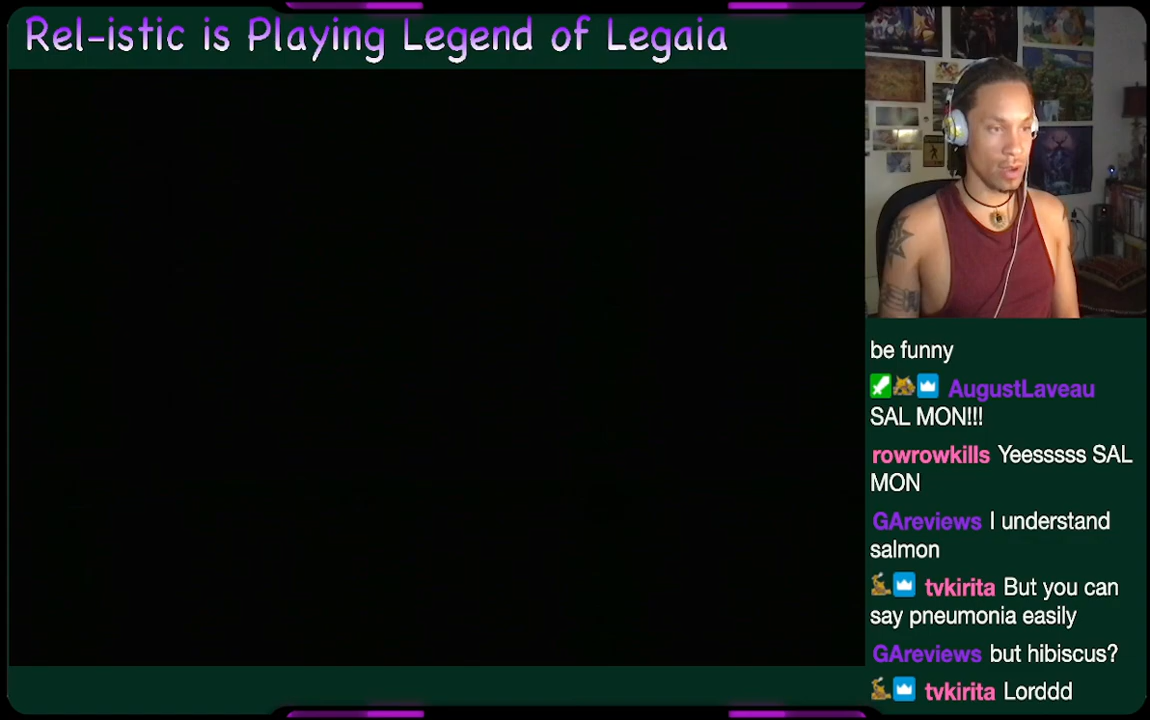 Rel-istic is Playing Legend of Legaia
be funny
AugustLaveau
SAL MON!!!
rowrowkills Yeesssss SAL
MON
GAreviews I understand
salmon
tvkirita But you can
say pneumonia easily
GAreviews but hibiscus?
tvkirita Lorddd